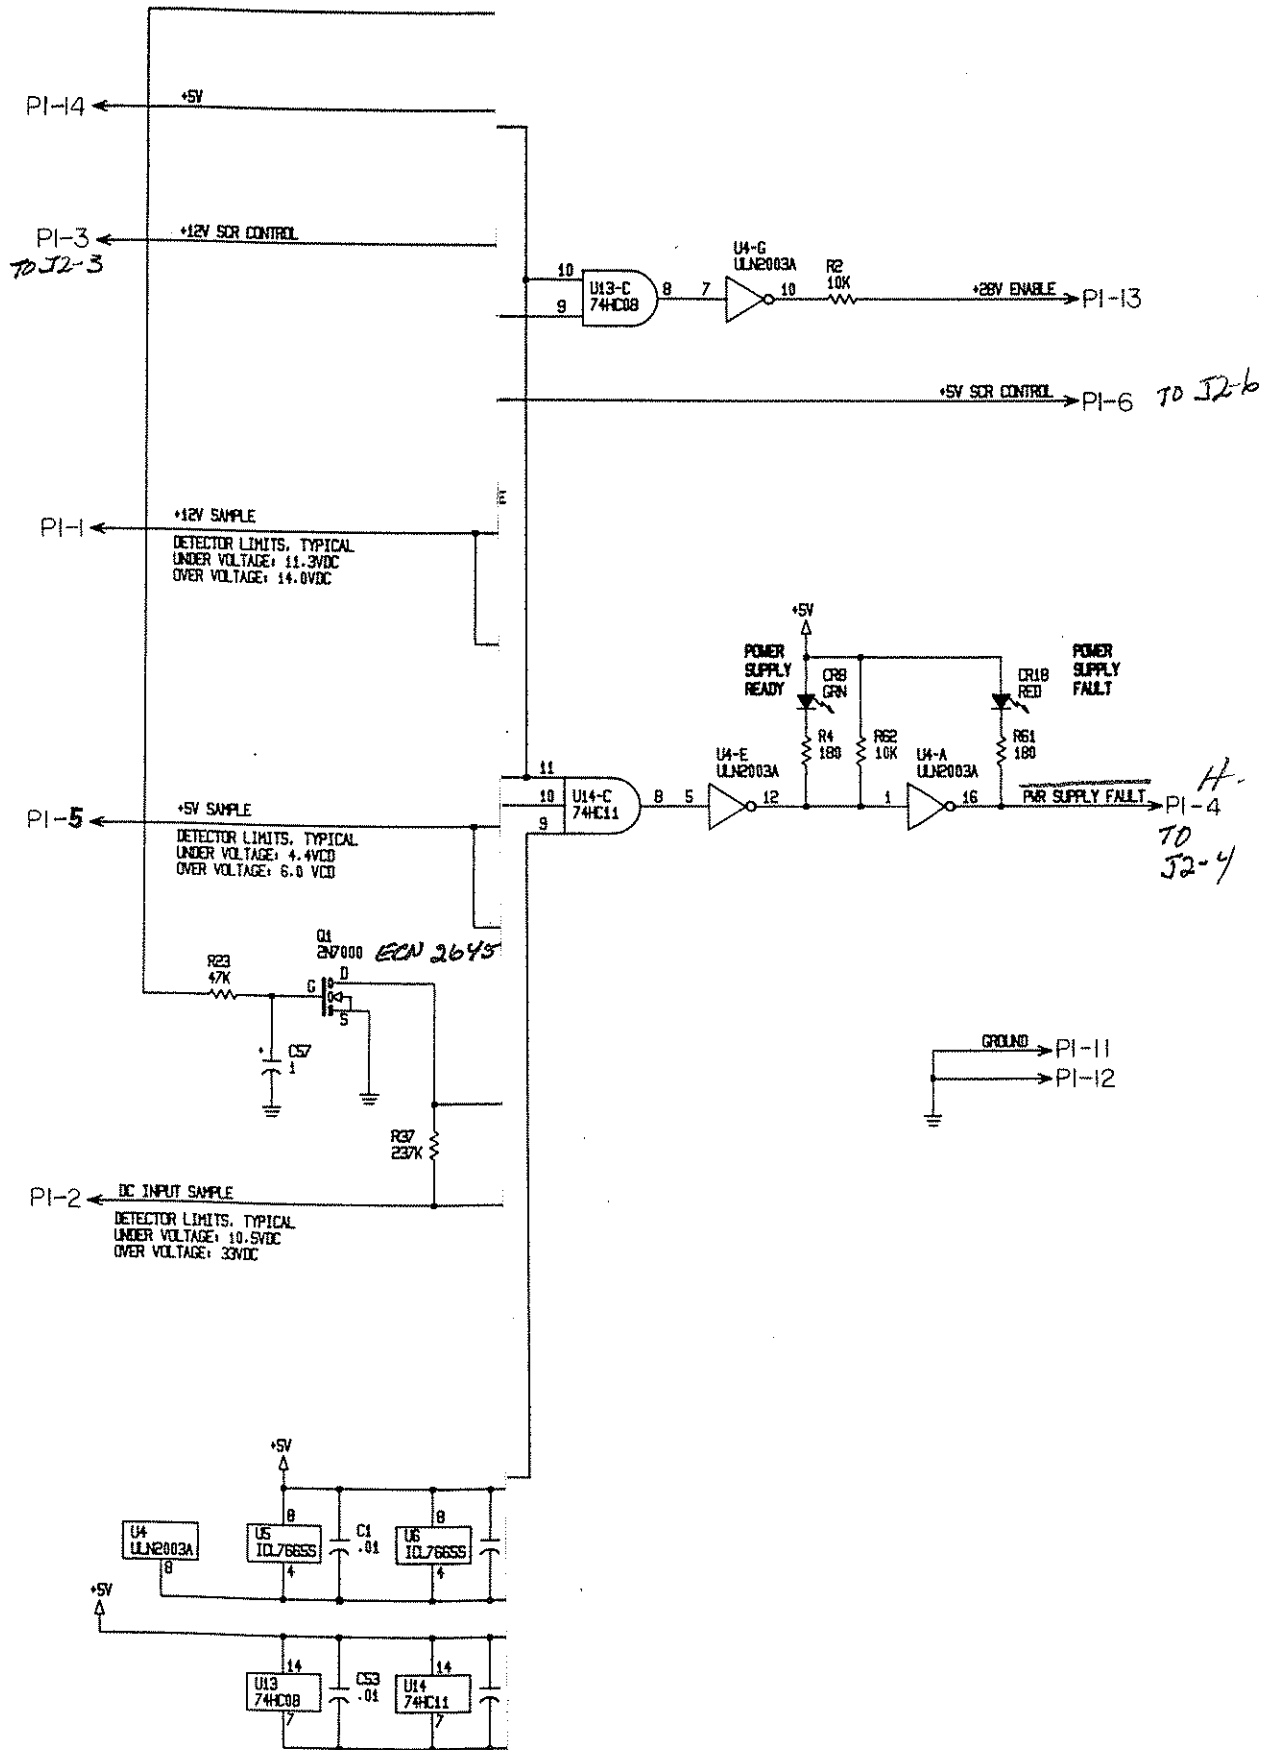 P1-14
+5V
P1-3
TO J2-3
+12V SCR CONTROL
10
9
U13-C
74HC08
8
7
U4-G
ULN2003A
10
R2
10K
+28V ENABLE
P1-13
+5V SCR CONTROL
P1-6 TO J2-6
E
P1-1
+12V SAMPLE
DETECTOR LIMITS, TYPICAL
UNDER VOLTAGE: 11.3VDC
OVER VOLTAGE: 14.0VDC
+5V
POWER
SUPPLY
READY
CR8
GRN
CR18
RED
POWER
SUPPLY
FAULT
R4
180
R62
10K
R61
180
11
10
9
U14-C
74HC11
8
5
U4-E
ULN2003A
12
1
U4-A
ULN2003A
16
PWR SUPPLY FAULT
H.
P1-4
TO
J2-4
P1-5
+5V SAMPLE
DETECTOR LIMITS, TYPICAL
UNDER VOLTAGE: 4.4VCD
OVER VOLTAGE: 6.0 VCD
Q1
2N7000 ECN 2645
R23
47K
G
D
S
+
C57
1
GROUND
P1-11
P1-12
R37
237K
P1-2
DC INPUT SAMPLE
DETECTOR LIMITS, TYPICAL
UNDER VOLTAGE: 10.5VDC
OVER VOLTAGE: 33VDC
+5V
U4
ULN2003A
8
8
U5
ICL7665S
4
C1
.01
8
U6
ICL7665S
4
+5V
14
U13
74HC08
7
C53
.01
14
U14
74HC11
7